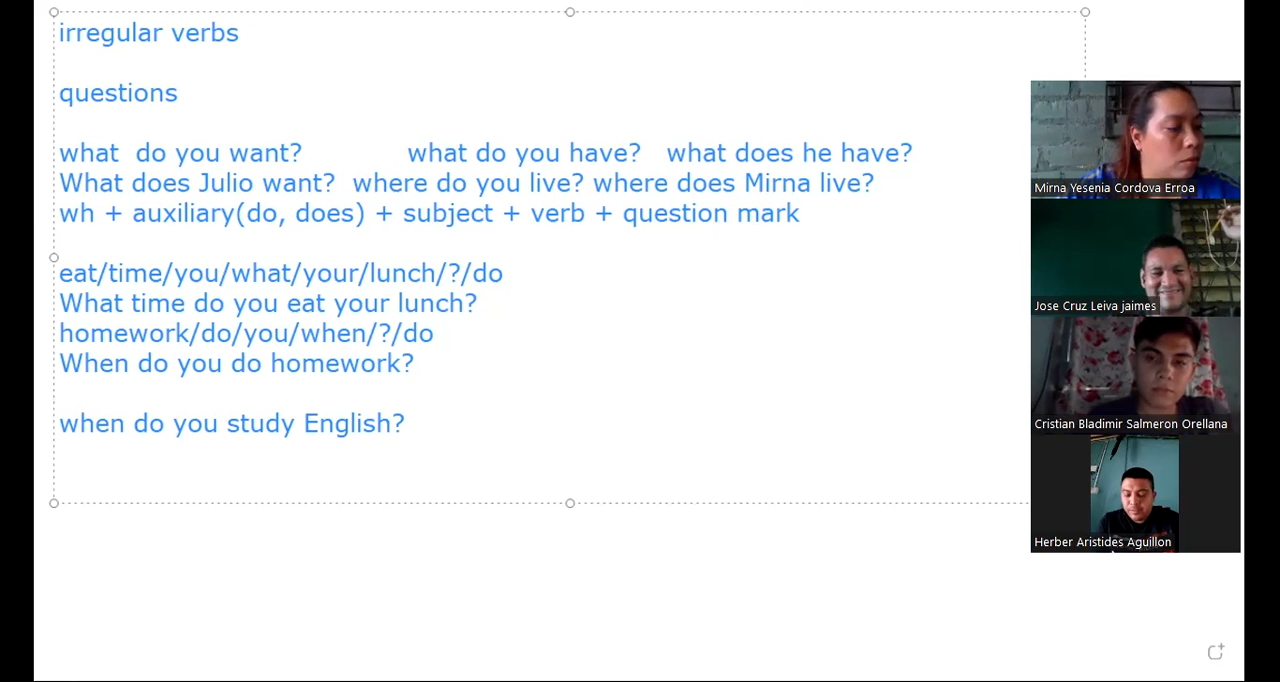 irregular verbs
questions
what do you want? what do you have? what does he have?
What does Julio want? where do you live? where does Mirna live?
wh + auxiliary(do, does) + subject + verb + question mark
eat/time/you/what/your/lunch/?/do
What time do you eat your lunch?
homework/do/you/when/?/do
When do you do homework?
when do you study English?
Mirna Yesenia Cordova Erroa
Jose Cruz Leiva jaimes
Cristian Bladimir Salmeron Orellana
Herber Aristides Aguillon